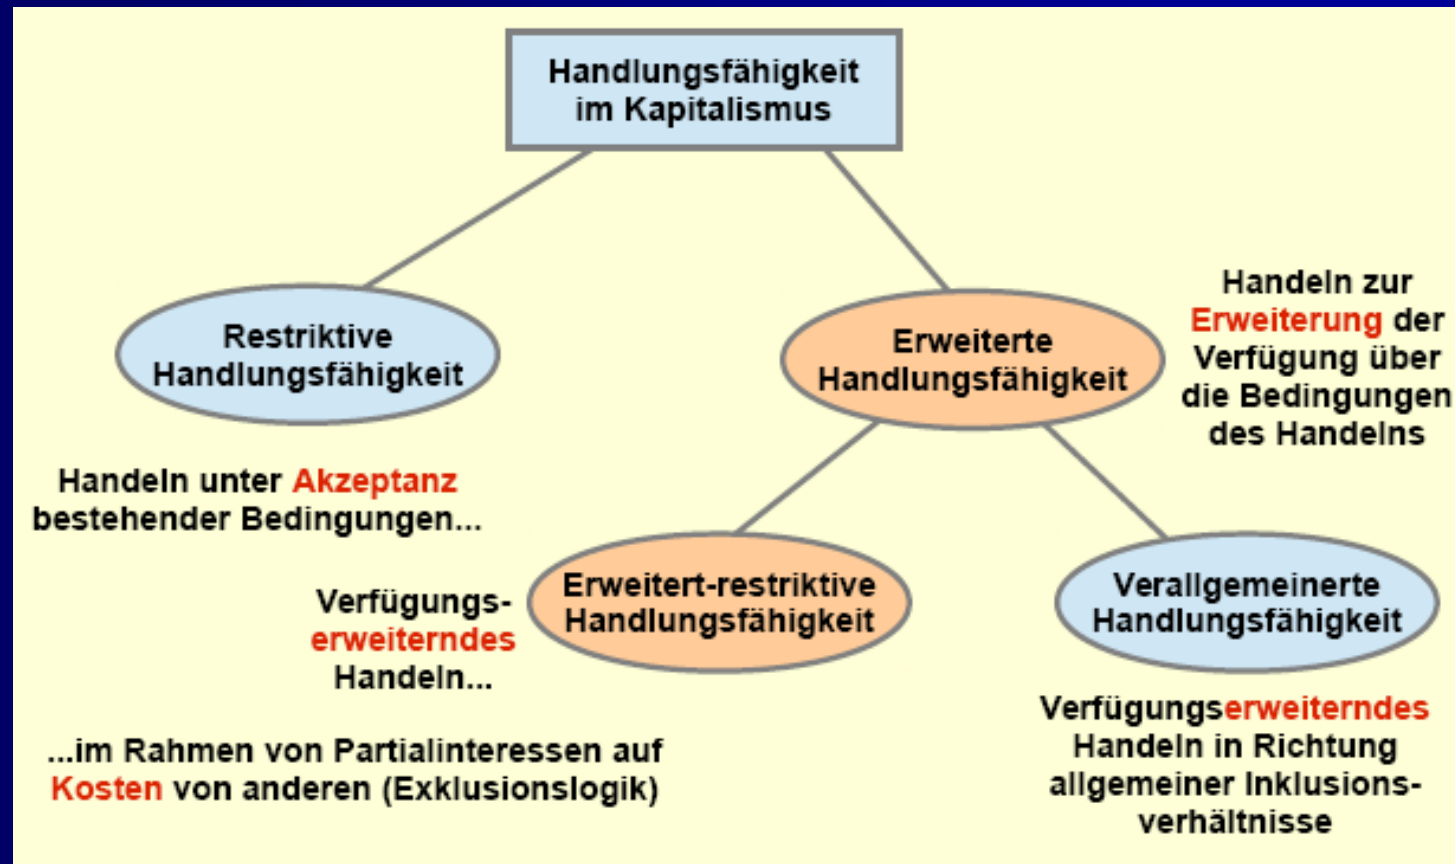 Handlungsfähigkeit
im Kapitalismus
Restriktive
Handlungsfähigkeit
Erweiterte
Handlungsfähigkeit
Handeln zur
Erweiterung der
Verfügung über
die Bedingungen
des Handelns
Handeln unter Akzeptanz
bestehender Bedingungen...
Verfügungs-
erweiterndes
Handeln...
Erweitert-restriktive
Handlungsfähigkeit
Verallgemeinerte
Handlungsfähigkeit
...im Rahmen von Partialinteressen auf
Kosten von anderen (Exklusionslogik)
Verfügungserweiterndes
Handeln in Richtung
allgemeiner Inklusions-
verhältnisse